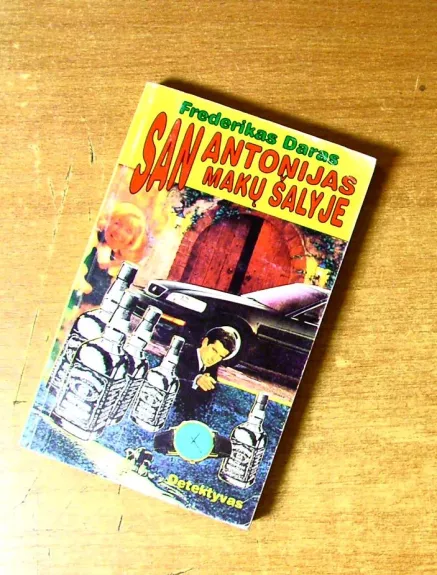 Frederikas Daras
SAN ANTONIJAS
MAKŲ ŠALYJE
Detektyvas